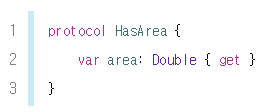 1 protocol HasArea {
2     var area: Double { get }
3 }